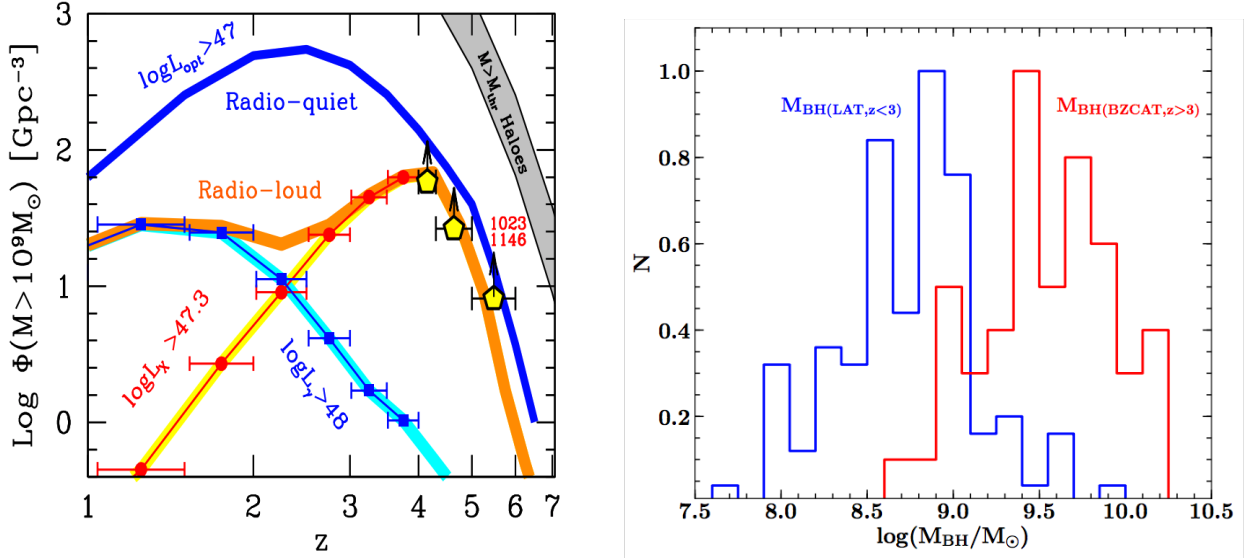 Log Φ(M>10⁹M☉) [Gpc⁻³]
3
2
1
0
1
2
3
4
5
6
7
z
logL_opt>47
Radio-quiet
M>M_thr Haloes
Radio-loud
1023
1146
logL_X >47.3
logL_γ>48
N
1.0
0.8
0.6
0.4
0.2
7.5
8.0
8.5
9.0
9.5
10.0
10.5
log(M_BH/M☉)
M_BH(LAT,z<3)
M_BH(BZCAT,z>3)